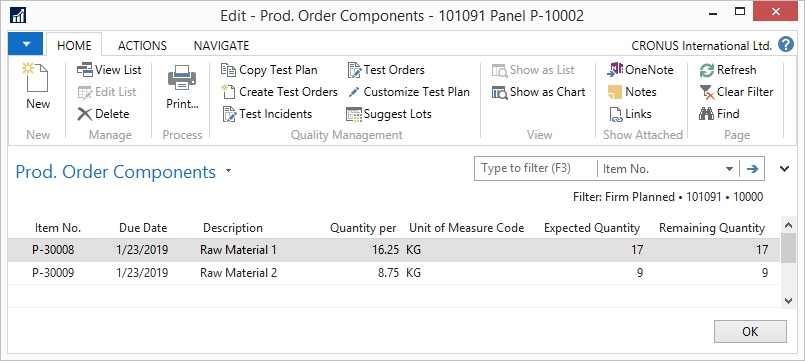 Edit - Prod. Order Components - 101091 Panel P-10002
HOME ACTIONS NAVIGATE CRONUS International Ltd. ?
New
View List
Edit List
Delete
Print...
Copy Test Plan
Create Test Orders
Test Incidents
Test Orders
Customize Test Plan
Suggest Lots
Show as List
Show as Chart
OneNote
Notes
Links
Refresh
Clear Filter
Find
New Manage Process Quality Management View Show Attached Page
Prod. Order Components Type to filter (F3) Item No.
Filter: Firm Planned • 101091 • 10000
Item No. Due Date Description Quantity per Unit of Measure Code Expected Quantity Remaining Quantity
P-30008 1/23/2019 Raw Material 1 16.25 KG 17 17
P-30009 1/23/2019 Raw Material 2 8.75 KG 9 9
OK